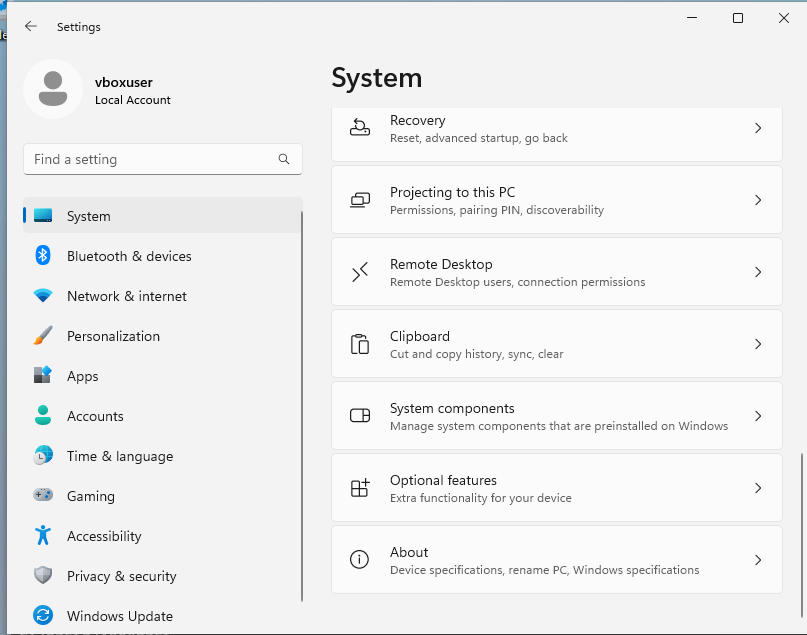 Settings
vboxuser
Local Account
Find a setting
System
Bluetooth & devices
Network & internet
Personalization
Apps
Accounts
Time & language
Gaming
Accessibility
Privacy & security
Windows Update
System
Recovery
Reset, advanced startup, go back
Projecting to this PC
Permissions, pairing PIN, discoverability
Remote Desktop
Remote Desktop users, connection permissions
Clipboard
Cut and copy history, sync, clear
System components
Manage system components that are preinstalled on Windows
Optional features
Extra functionality for your device
About
Device specifications, rename PC, Windows specifications